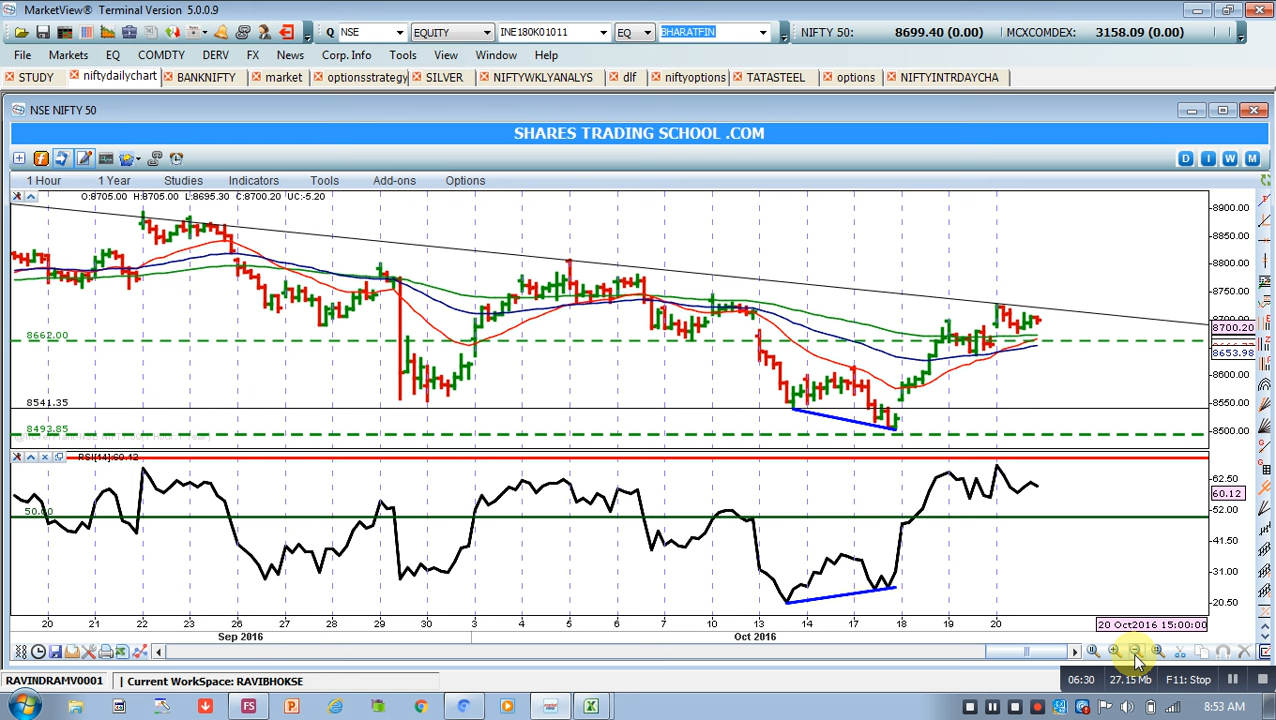 MarketView® Terminal Version 5.0.0.9
Q NSE EQUITY INE180K01011 EQ BHARATFIN NIFTY 50: 8699.40 (0.00) MCXCOMDEX: 3158.09 (0.00)
File Markets EQ COMDTY DERV FX News Corp. Info Tools View Window Help
STUDY niftydailychart BANKNIFTY market optionsstrategy SILVER NIFTYWKLYANALYS dlf niftyoptions TATASTEEL options NIFTYINTRDAYCHA
NSE NIFTY 50
SHARES TRADING SCHOOL .COM
D I W M
1 Hour 1 Year Studies Indicators Tools Add-ons Options
O:8705.00 H:8705.00 L:8695.30 C:8700.20 UC:-5.20
8900.00
8850.00
8800.00
8750.00
8700.20
8662.00
8653.98
8600.00
8541.35
8550.00
8493.85
8500.00
RSI[14]:60.12
62.50
60.12
50.00
52.00
41.50
31.00
20.50
20 21 22 23 26 27 28 29 30 3 4 5 6 7 10 12 13 14 17 18 19 20
20 Oct2016 15:00:00
Sep 2016 Oct 2016
RAVINDRAMV0001 Current WorkSpace: RAVIBHOKSE
06:30 27.15 Mb F11: Stop
8:53 AM